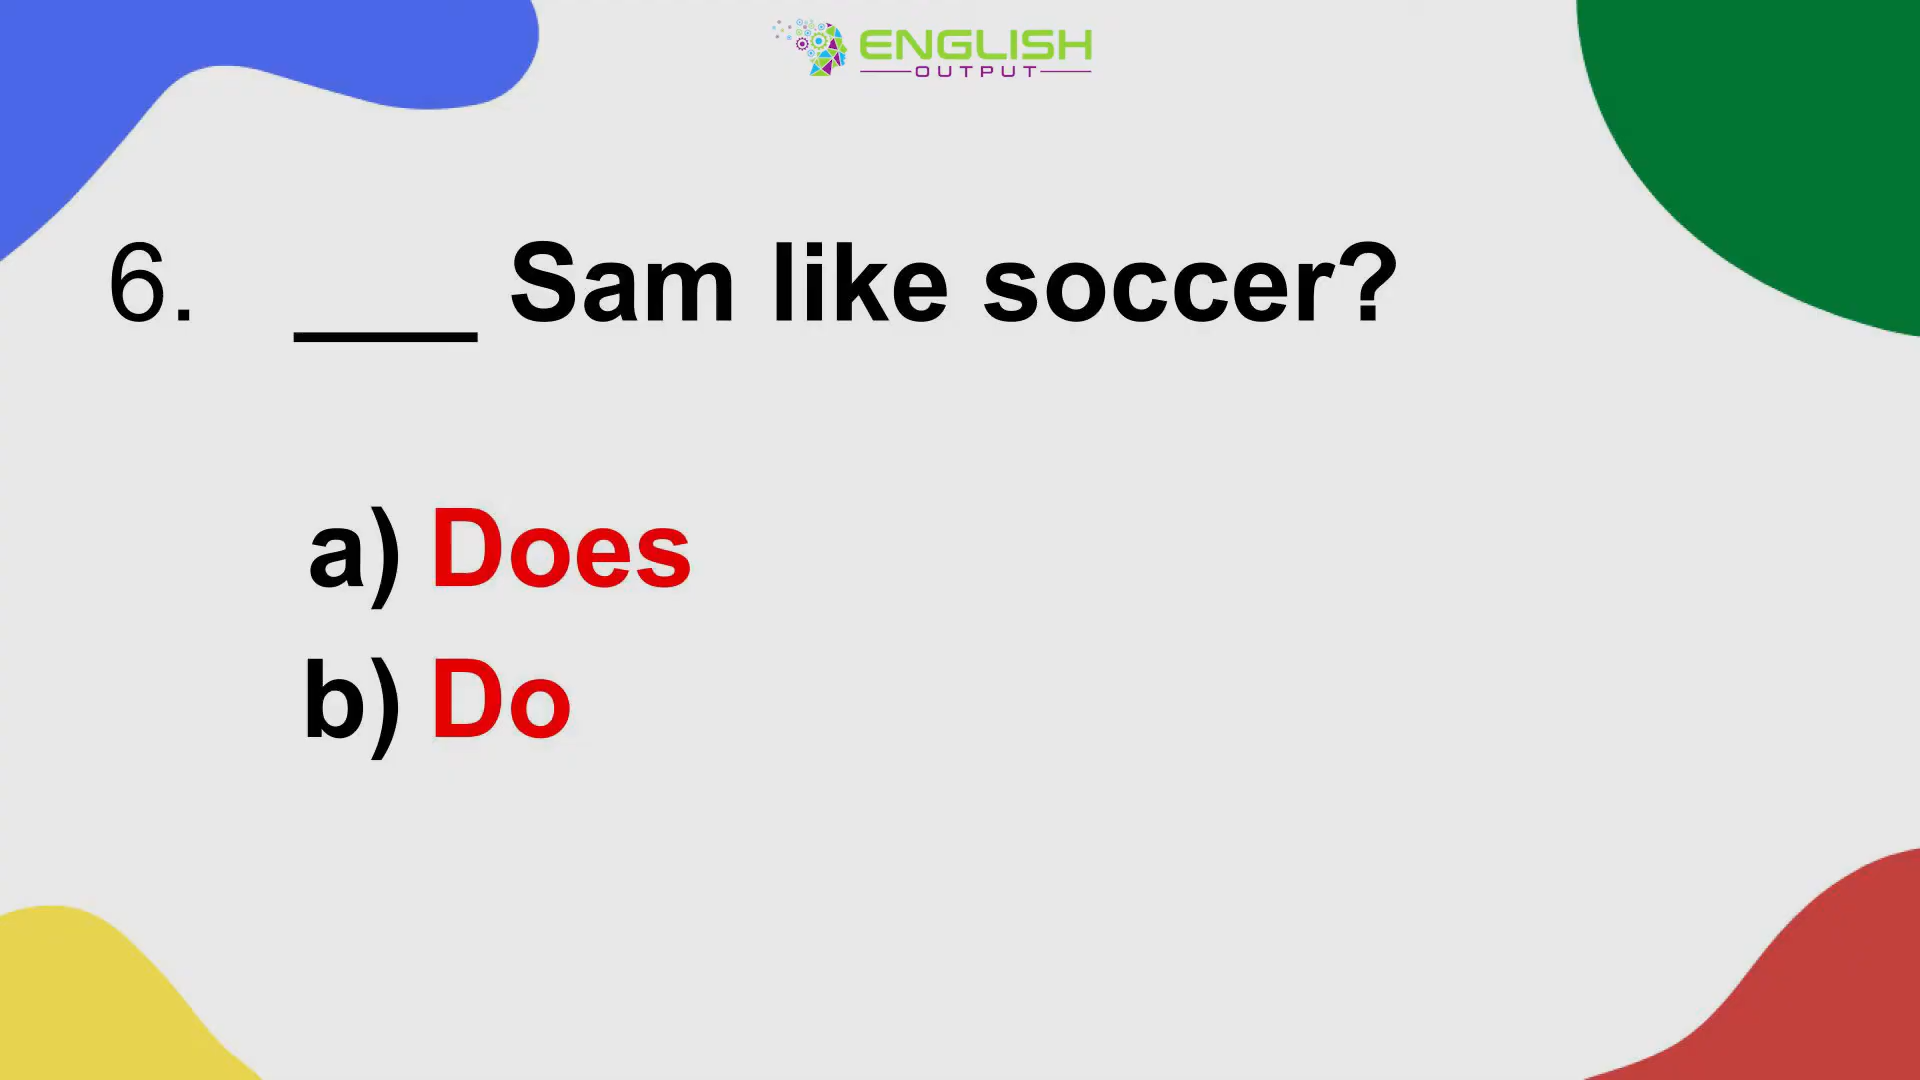 ENGLISH
OUTPUT
6. ___ Sam like soccer?
a) Does
b) Do